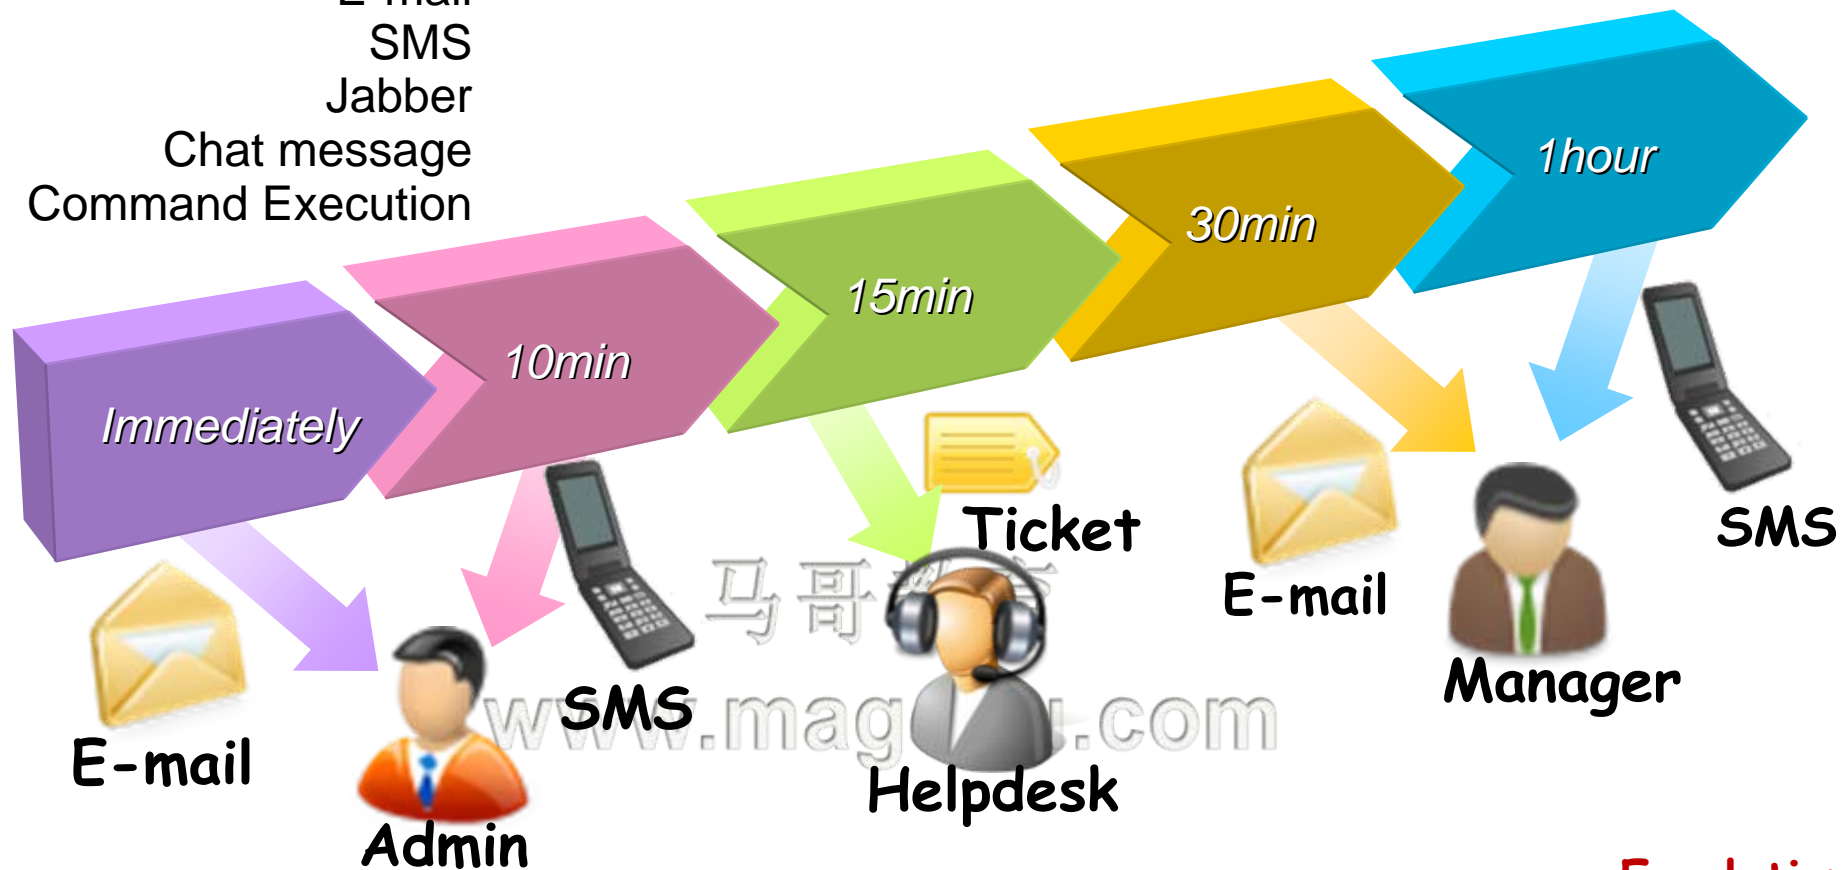 E-mail
SMS
Jabber
Chat message
Command Execution
1hour
30min
15min
10min
Immediately
Ticket
SMS
E-mail
Manager
马哥
SMS
www.mag .com
E-mail
Helpdesk
Admin